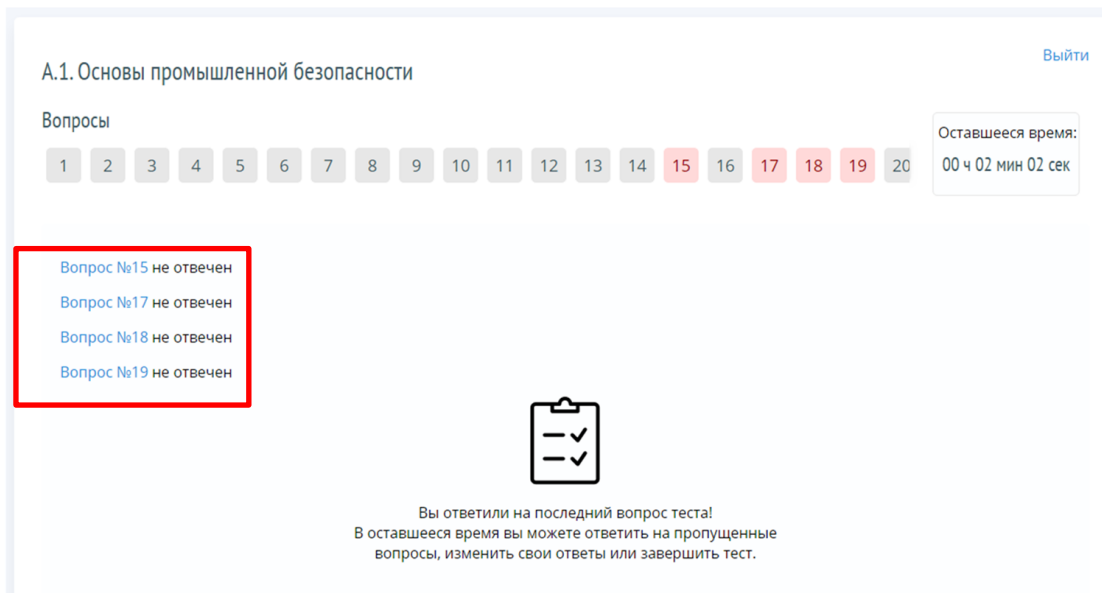 Выйти
А.1. Основы промышленной безопасности
Вопросы
1 2 3 4 5 6 7 8 9 10 11 12 13 14 15 16 17 18 19 20
Оставшееся время:
00 ч 02 мин 02 сек
Вопрос №15 не отвечен
Вопрос №17 не отвечен
Вопрос №18 не отвечен
Вопрос №19 не отвечен
Вы ответили на последний вопрос теста!
В оставшееся время вы можете ответить на пропущенные
вопросы, изменить свои ответы или завершить тест.